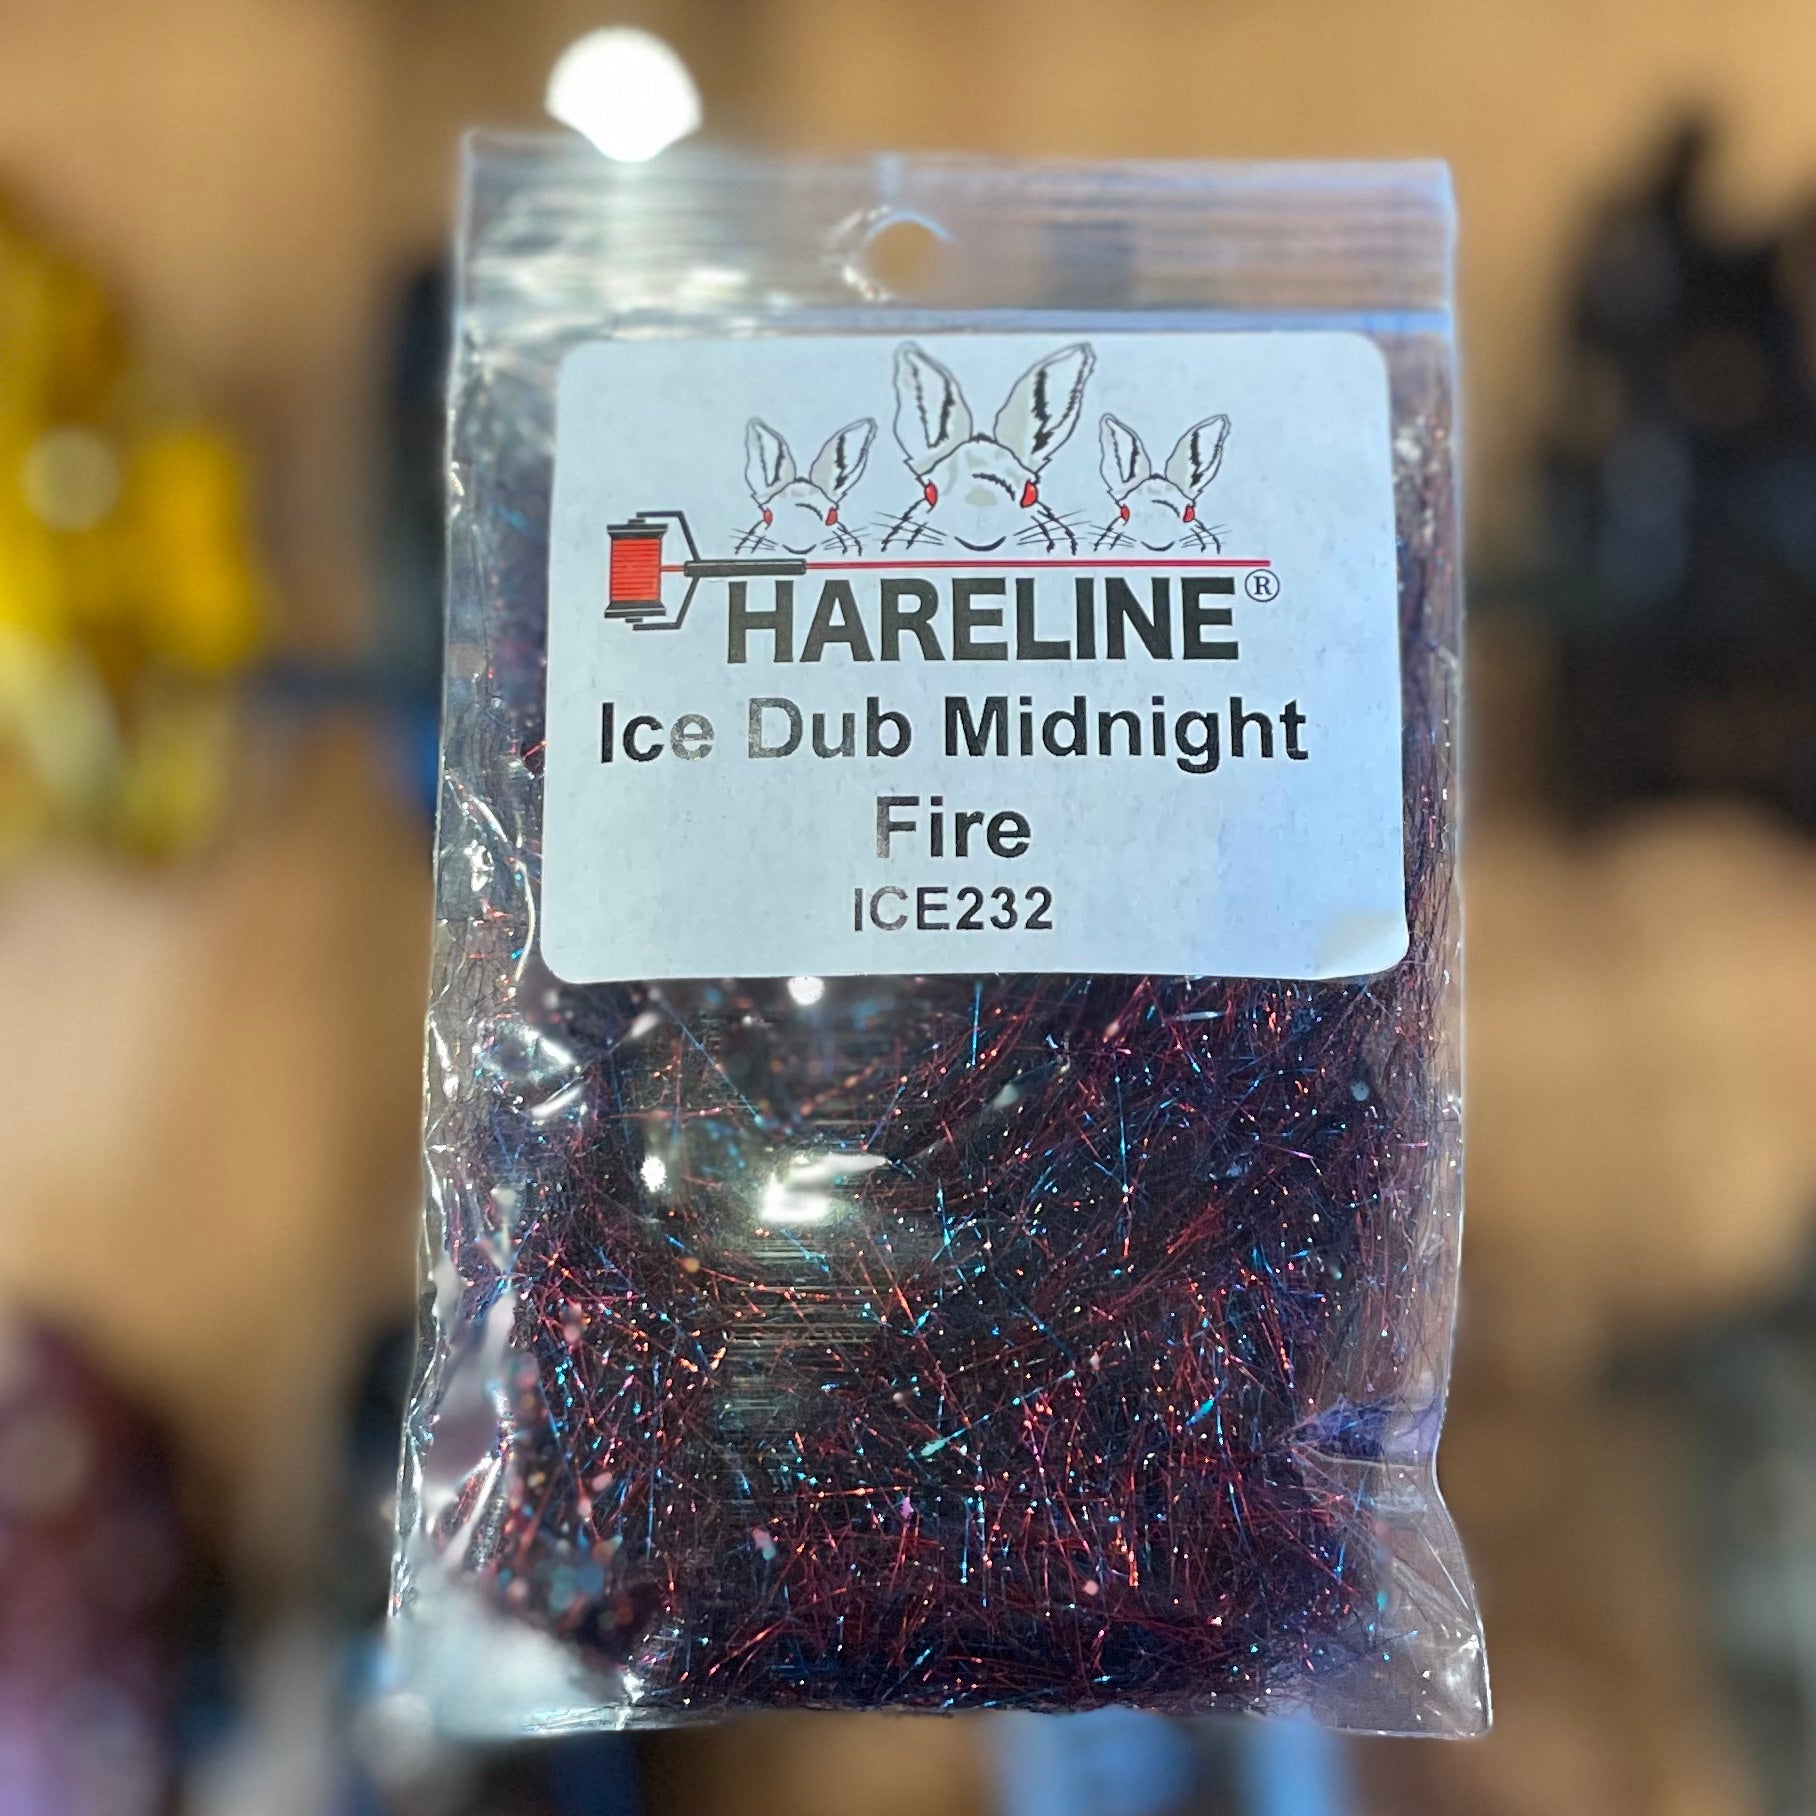 HARELINE®
Ice Dub Midnight
Fire
ICE232